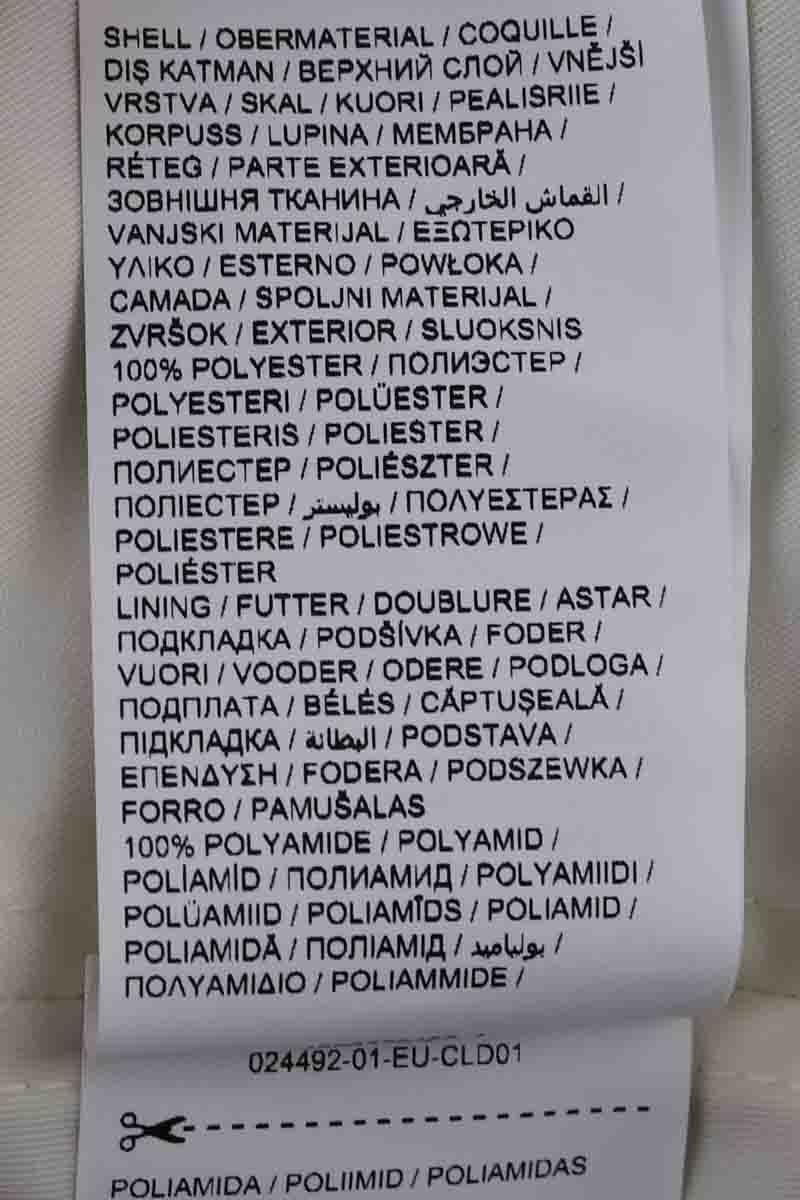 SHELL / OBERMATERIAL / COQUILLE /
DIŞ KATMAN / ВЕРХНИЙ СЛОЙ / VNĚJŠÍ
VRSTVA / SKAL / KUORI / PEALISRIIE /
KORPUSS / LUPINA / МЕМБРАНА /
RÉTEG / PARTE EXTERIOARĂ /
ЗОВНІШНЯ ТКАНИНА / القماش الخارجي /
VANJSKI MATERIJAL / ΕΞΩΤΕΡΙΚΟ
ΥΛΙΚΟ / ESTERNO / POWŁOKA /
CAMADA / SPOLJNI MATERIJAL /
ZVRŠOK / EXTERIOR / SLUOKSNIS
100% POLYESTER / ПОЛИЭСТЕР /
POLYESTERI / POLÜESTER /
POLIESTERIS / POLIESTER /
ПОЛИЕСТЕР / POLIÉSZTER /
ПОЛІЕСТЕР / بوليستر / ΠΟΛΥΕΣΤΕΡΑΣ /
POLIESTERE / POLIESTROWE /
POLIÉSTER
LINING / FUTTER / DOUBLURE / ASTAR /
ПОДКЛАДКА / PODŠÍVKA / FODER /
VUORI / VOODER / ODERE / PODLOGA /
ПОДПЛАТА / BÉLÉS / CĂPTUŞEALĂ /
ПІДКЛАДКА / البطانة / PODSTAVA /
ΕΠΕΝΔΥΣΗ / FODERA / PODSZEWKA /
FORRO / PAMUŠALAS
100% POLYAMIDE / POLYAMID /
POLİAMİD / ПОЛИАМИД / POLYAMIIDI /
POLÜAMIID / POLIAMĪDS / POLIAMID /
POLIAMIDĂ / ПОЛІАМІД / بولياميد /
ΠΟΛΥΑΜΙΔΙΟ / POLIAMMIDE /
024492-01-EU-CLD01
POLIAMIDA / POLIIMID / POLIAMIDAS